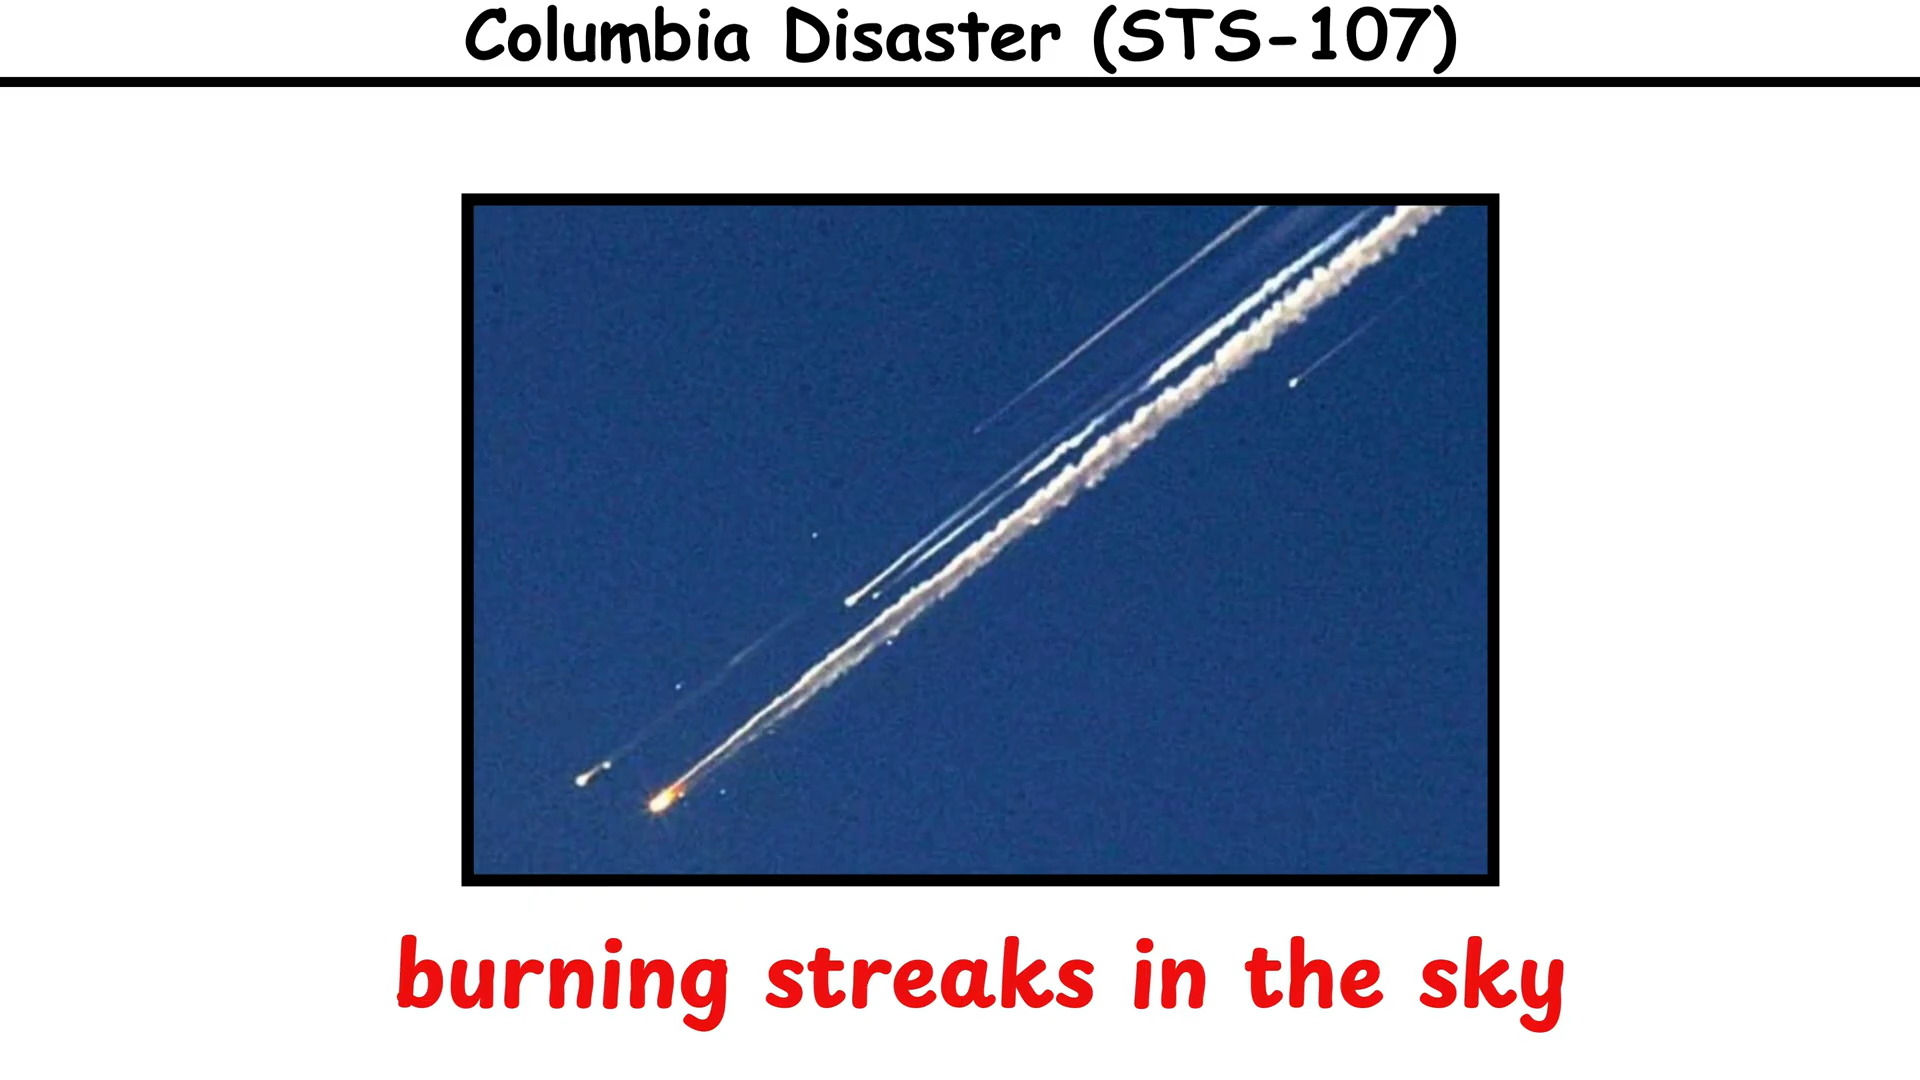 Columbia Disaster (STS-107)
burning streaks in the sky